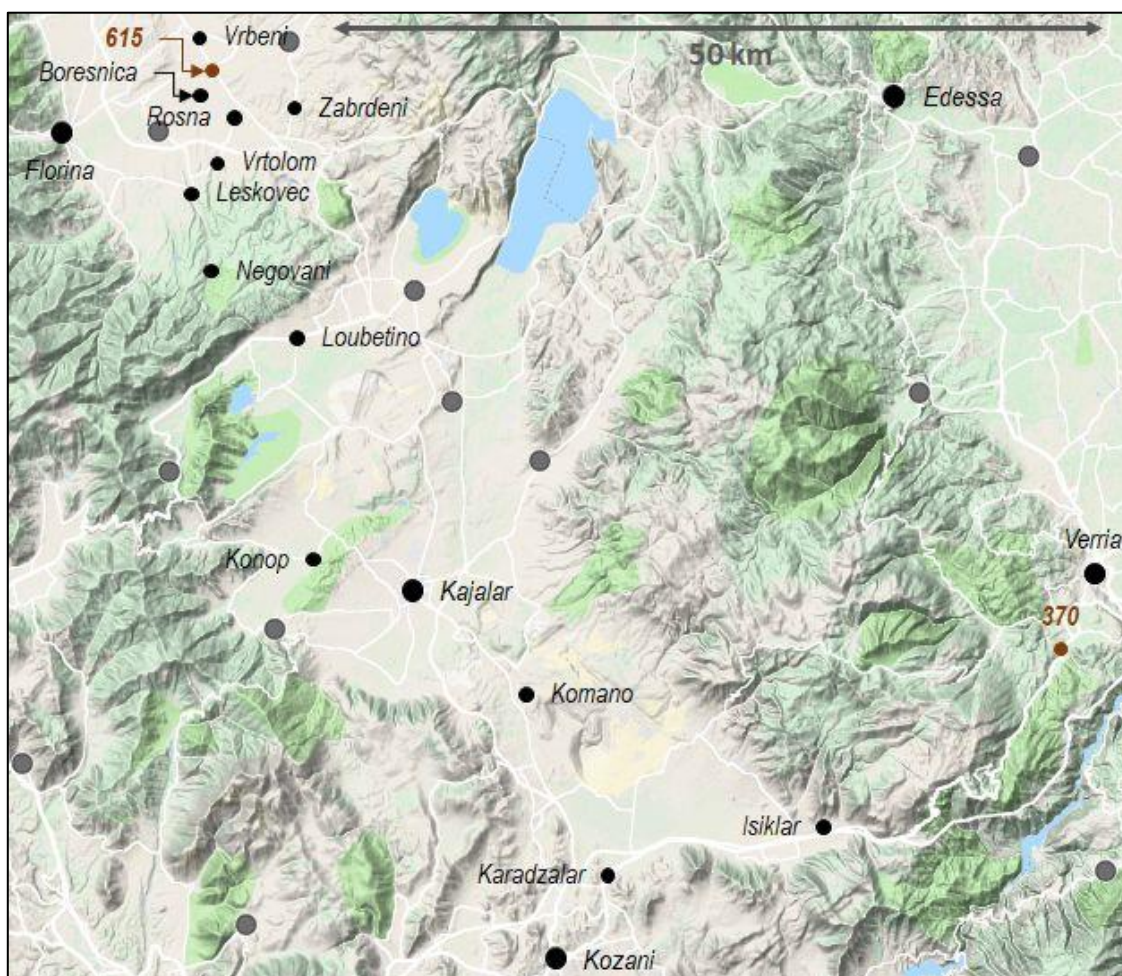 615
Vrbeni
50 km
Boresnica
Edessa
Zabrdeni
Rosna
Florina
Vrtolom
Leskovec
Negovani
Loubetino
Konop
Verria
Kajalar
370
Komano
Isiklar
Karadzalar
Kozani